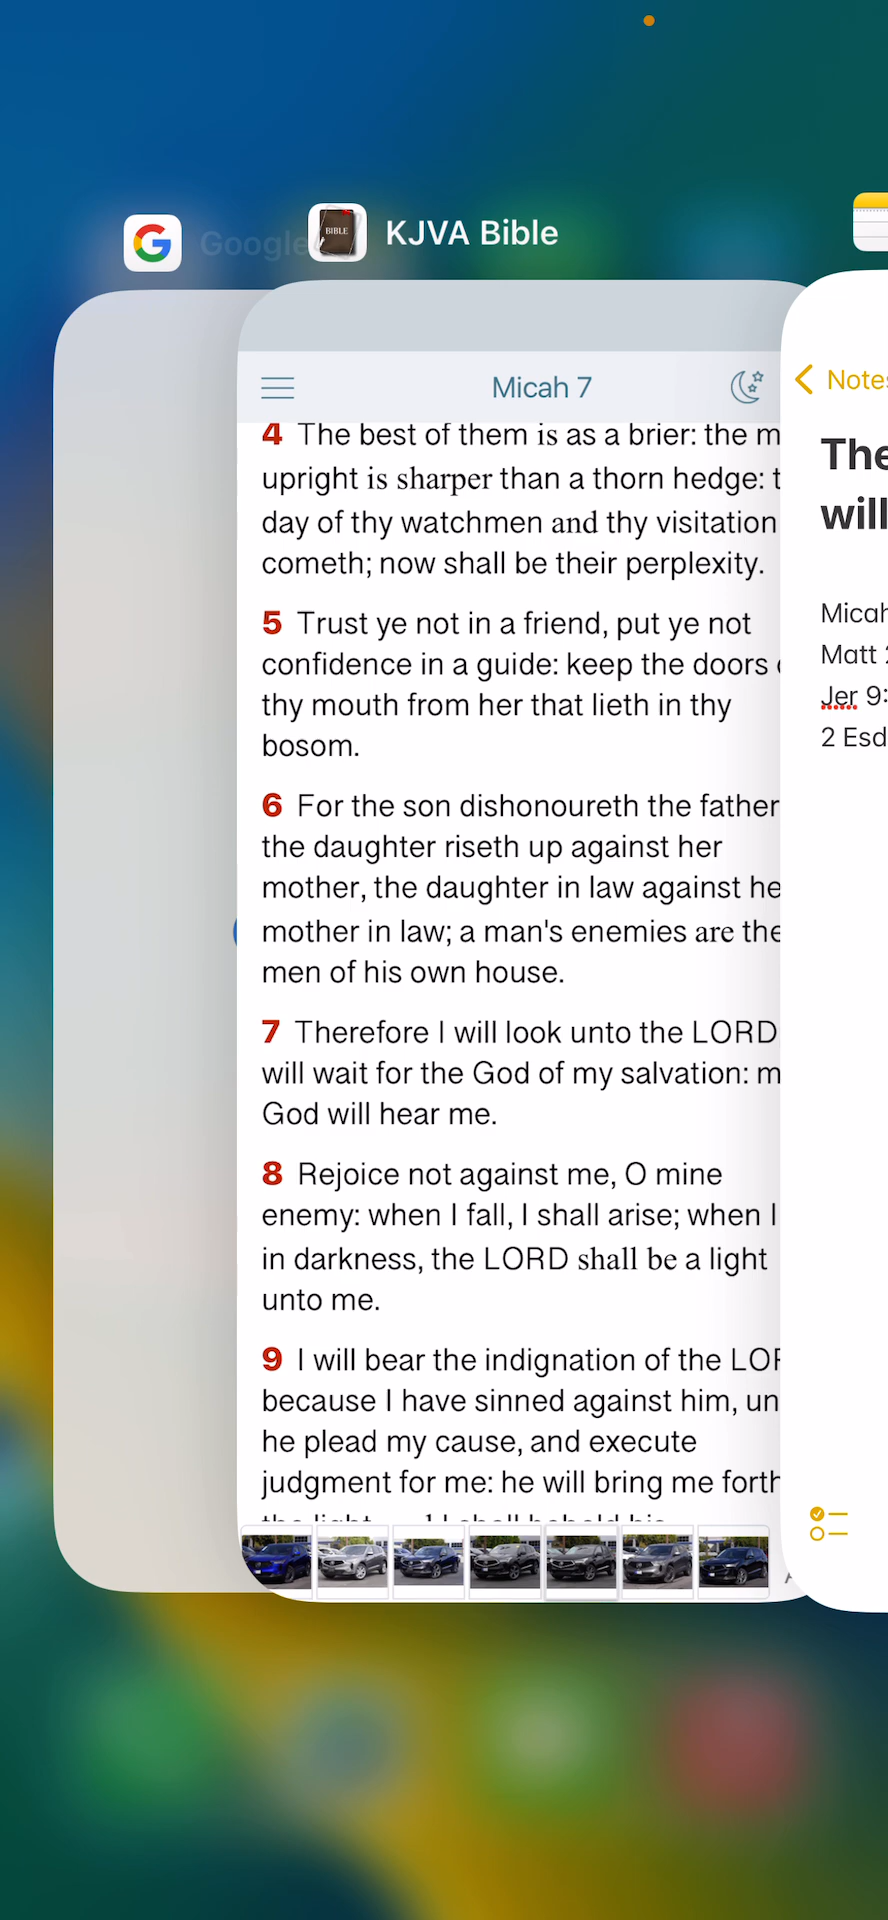 Google
BIBLE
KJVA Bible
Notes
Micah 7
The
will
Micah
Matt 2
Jer 9:
2 Esd
4 The best of them is as a brier: the m
upright is sharper than a thorn hedge: t
day of thy watchmen and thy visitation
cometh; now shall be their perplexity.
5 Trust ye not in a friend, put ye not
confidence in a guide: keep the doors
thy mouth from her that lieth in thy
bosom.
6 For the son dishonoureth the father
the daughter riseth up against her
mother, the daughter in law against he
mother in law; a man's enemies are the
men of his own house.
7 Therefore I will look unto the LORD
will wait for the God of my salvation: m
God will hear me.
8 Rejoice not against me, O mine
enemy: when I fall, I shall arise; when I
in darkness, the LORD shall be a light
unto me.
9 I will bear the indignation of the LOR
because I have sinned against him, un
he plead my cause, and execute
judgment for me: he will bring me forth